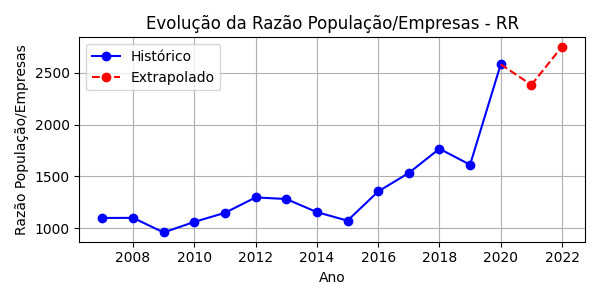 Evolução da Razão População/Empresas - RR
Histórico
Extrapolado
Razão População/Empresas
2500
2000
1500
1000
2008 2010 2012 2014 2016 2018 2020 2022
Ano